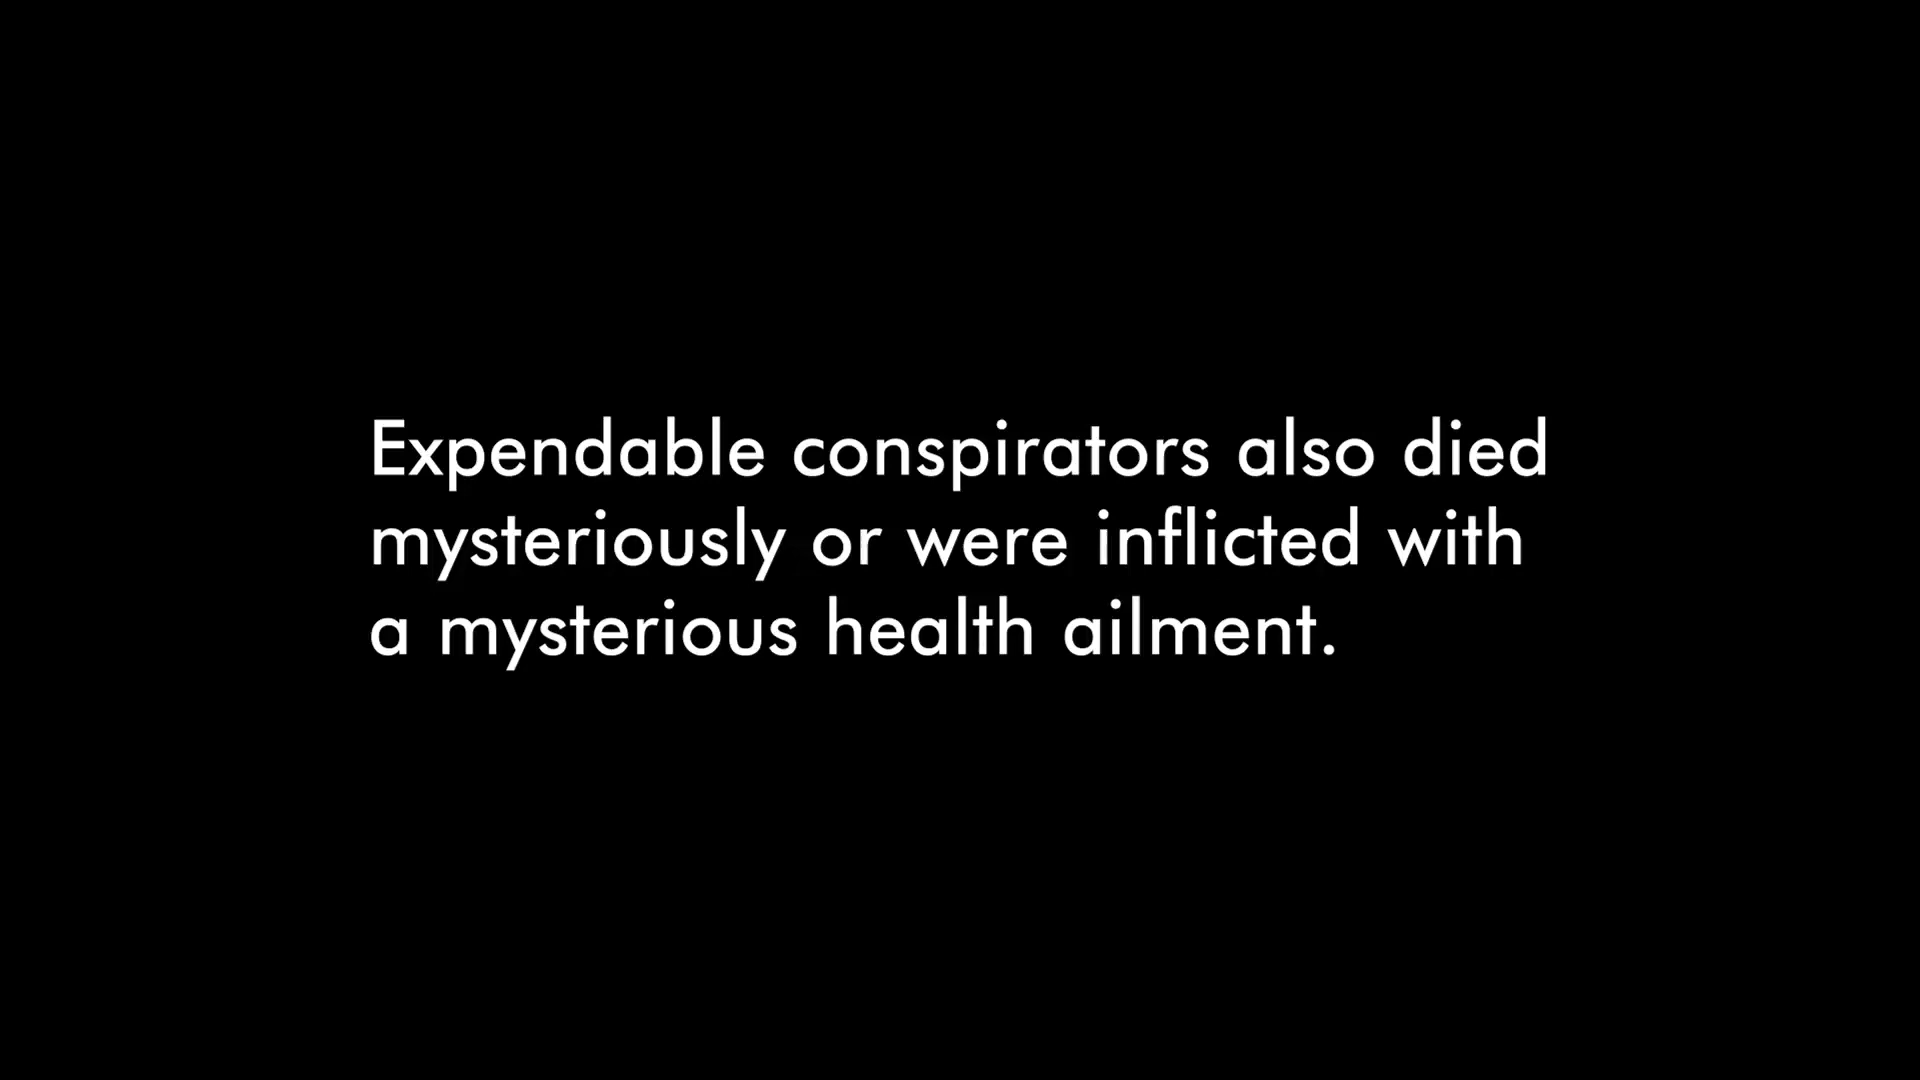 Expendable conspirators also died
mysteriously or were inflicted with
a mysterious health ailment.